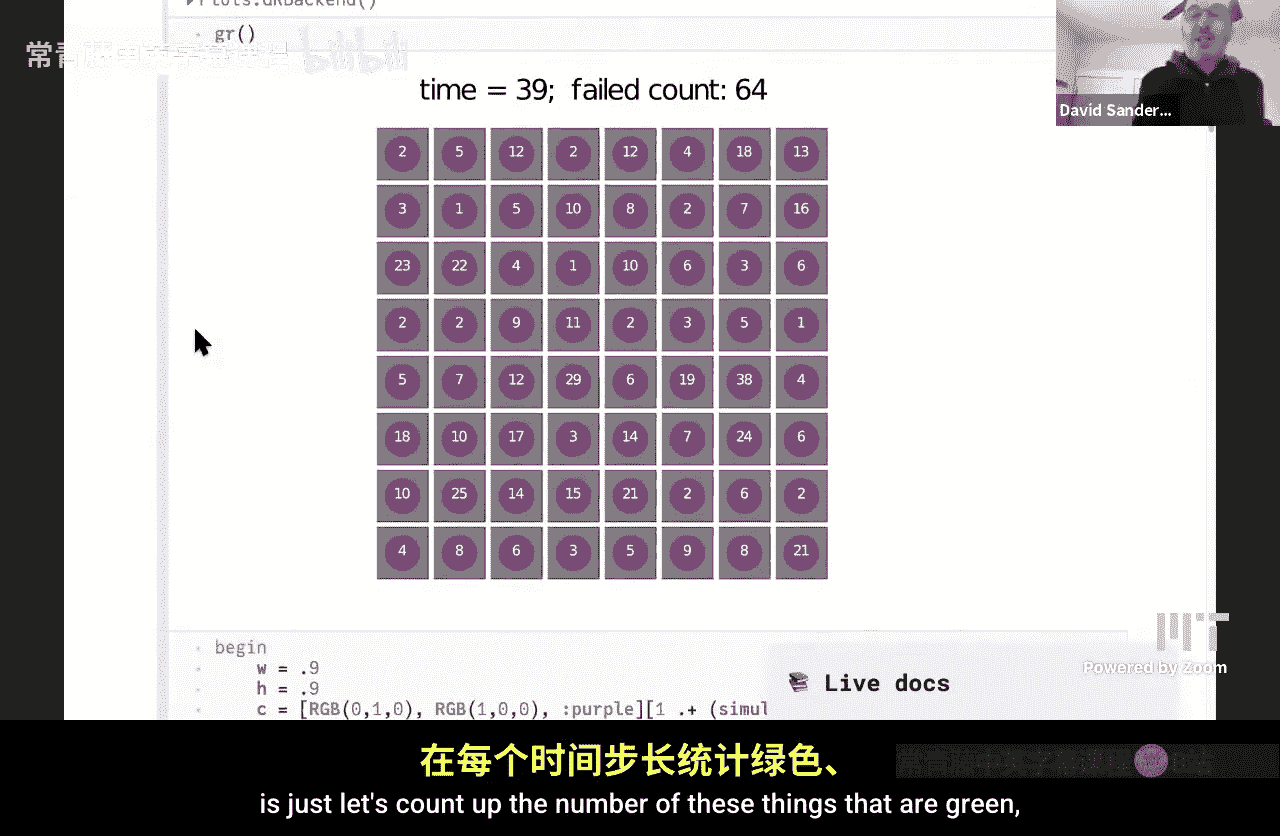 Plots.GRBackend()
gr()
time = 39; failed count: 64
David Sander...
2 5 12 2 12 4 18 13
3 1 5 10 8 2 7 16
23 22 4 1 10 6 3 6
2 2 9 11 2 3 5 1
5 7 12 29 6 19 38 4
18 10 17 3 14 7 24 6
10 25 14 15 21 2 6 2
4 8 6 3 5 9 8 21
begin
w = .9
h = .9
c = [RGB(0,1,0), RGB(1,0,0), :purple][1 .+ (simul
Live docs
MIT
Powered by Zoom
在每个时间步长统计绿色、
is just let's count up the number of these things that are green,